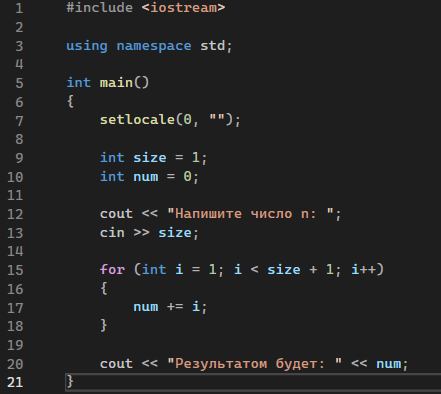 1 #include <iostream>
2
3 using namespace std;
4
5 int main()
6 {
7 setlocale(0, "");
8
9 int size = 1;
10 int num = 0;
11
12 cout << "Напишите число n: ";
13 cin >> size;
14
15 for (int i = 1; i < size + 1; i++)
16 {
17 num += i;
18 }
19
20 cout << "Результатом будет: " << num;
21 }